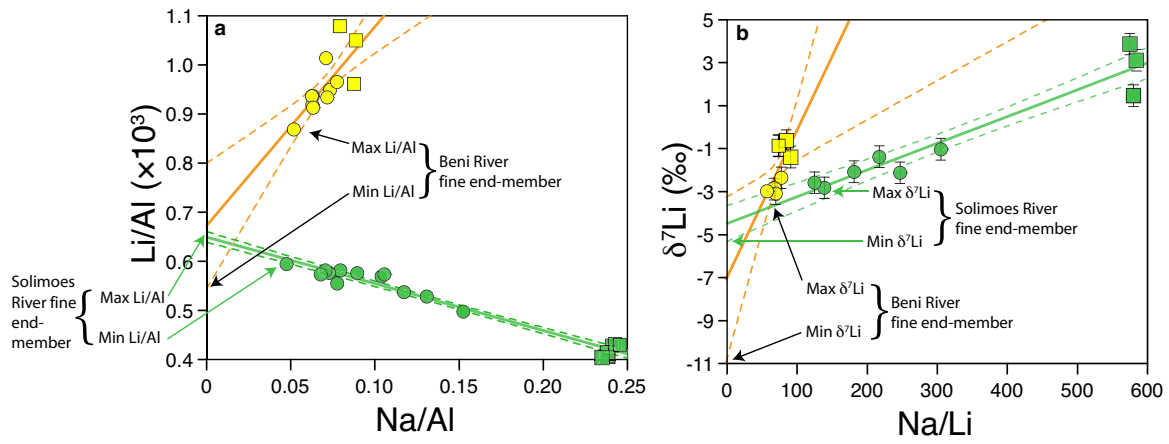 a
1.1
1.0
0.9
0.8
0.7
0.6
0.5
0.4
Li/Al (×10³)
0
0.05
0.10
0.15
0.20
0.25
Na/Al
Max Li/Al
Min Li/Al
Beni River
fine end-member
Solimoes
River fine
end-
member
Max Li/Al
Min Li/Al
b
5
3
1
-1
-3
-5
-7
-9
-11
δ⁷Li (‰)
0
100
200
300
400
500
600
Na/Li
Max δ⁷Li
Min δ⁷Li
Solimoes River
fine end-member
Max δ⁷Li
Min δ⁷Li
Beni River
fine end-member